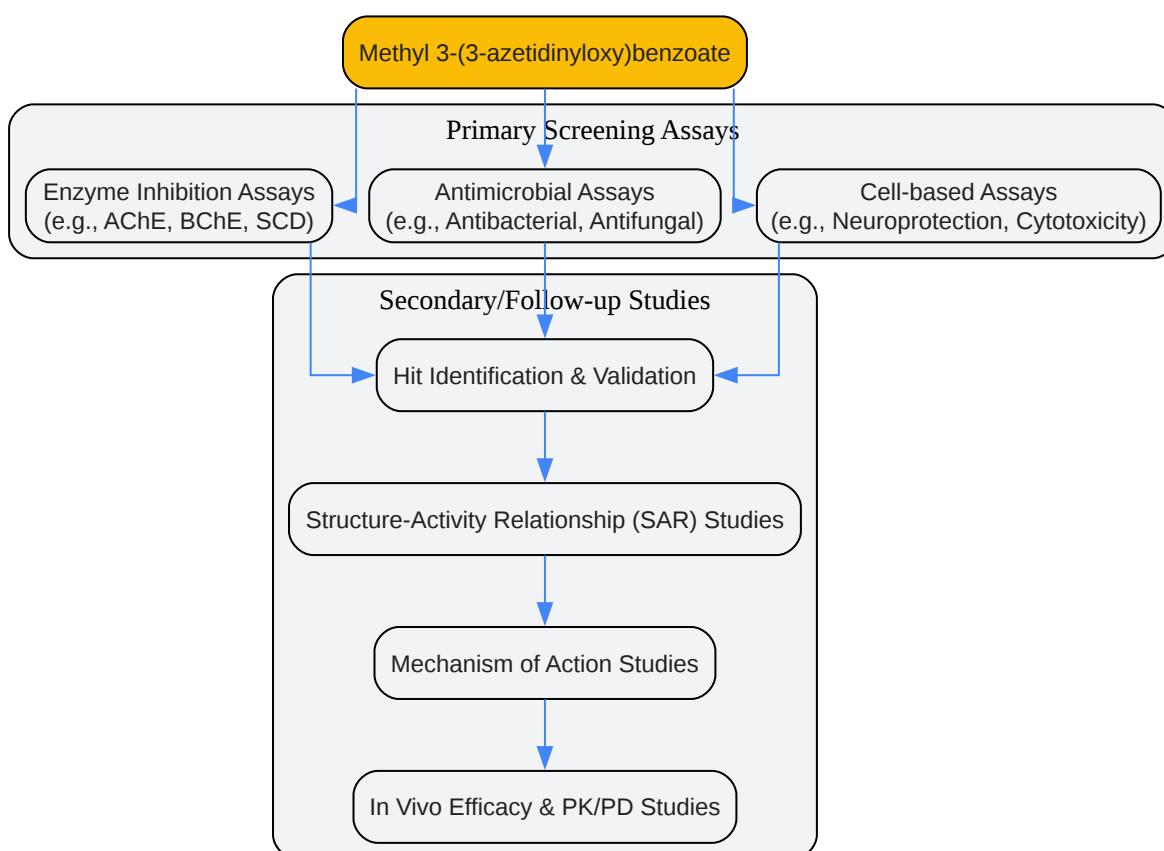 Methyl 3-(3-azetidinyloxy)benzoate
Primary Screening Assays
Enzyme Inhibition Assays
(e.g., AChE, BChE, SCD)
Antimicrobial Assays
(e.g., Antibacterial, Antifungal)
Cell-based Assays
(e.g., Neuroprotection, Cytotoxicity)
Secondary/Follow-up Studies
Hit Identification & Validation
Structure-Activity Relationship (SAR) Studies
Mechanism of Action Studies
In Vivo Efficacy & PK/PD Studies